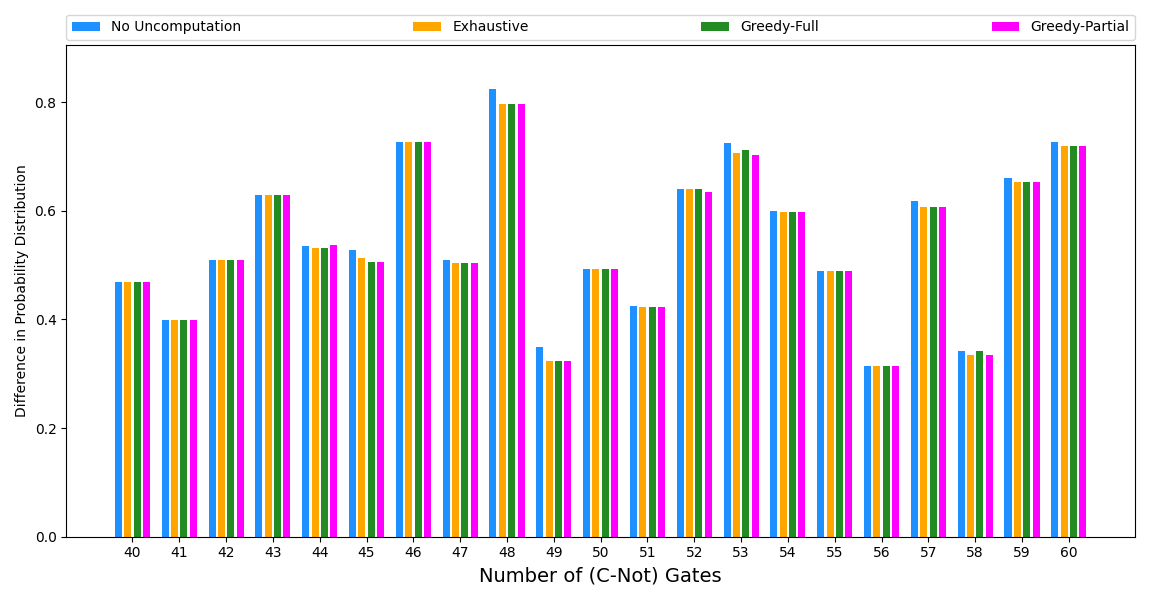 No Uncomputation Exhaustive Greedy-Full Greedy-Partial
Difference in Probability Distribution
0.8
0.6
0.4
0.2
0.0
40 41 42 43 44 45 46 47 48 49 50 51 52 53 54 55 56 57 58 59 60
Number of (C-Not) Gates